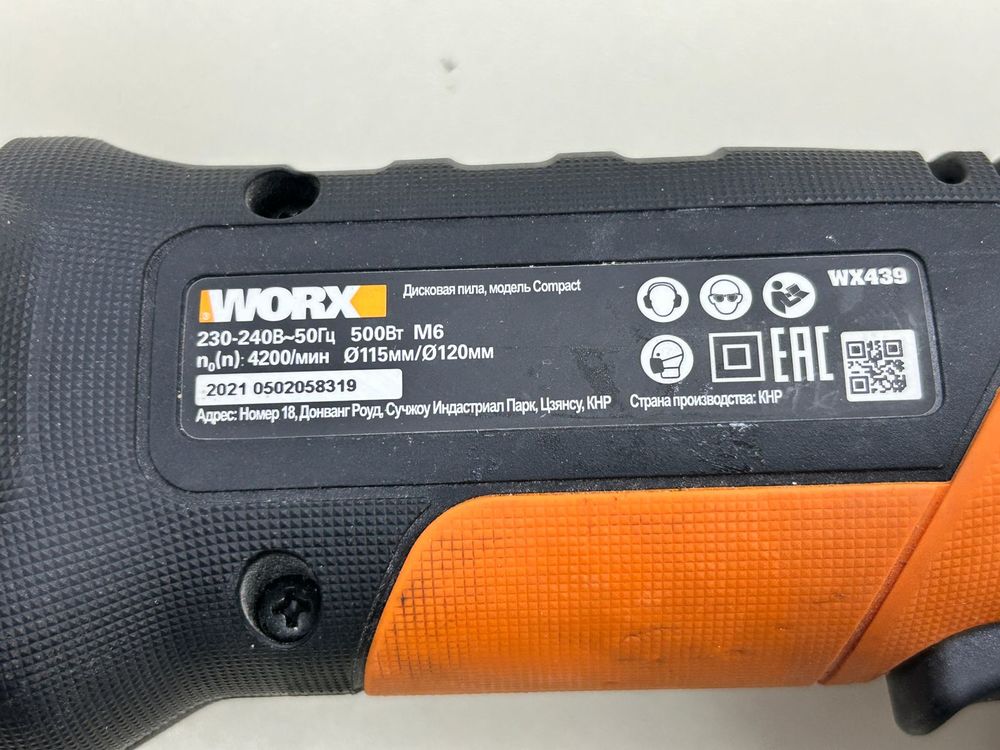 WORX
Дисковая пила, модель Compact
WX439
230-240В~50Гц 500Вт M6
n₀(n): 4200/мин Ø115мм/Ø120мм
EAC
2021 0502058319
Адрес: Номер 18, Донванг Роуд, Сучжоу Индастриал Парк, Цзянсу, КНР
Страна производства: КНР